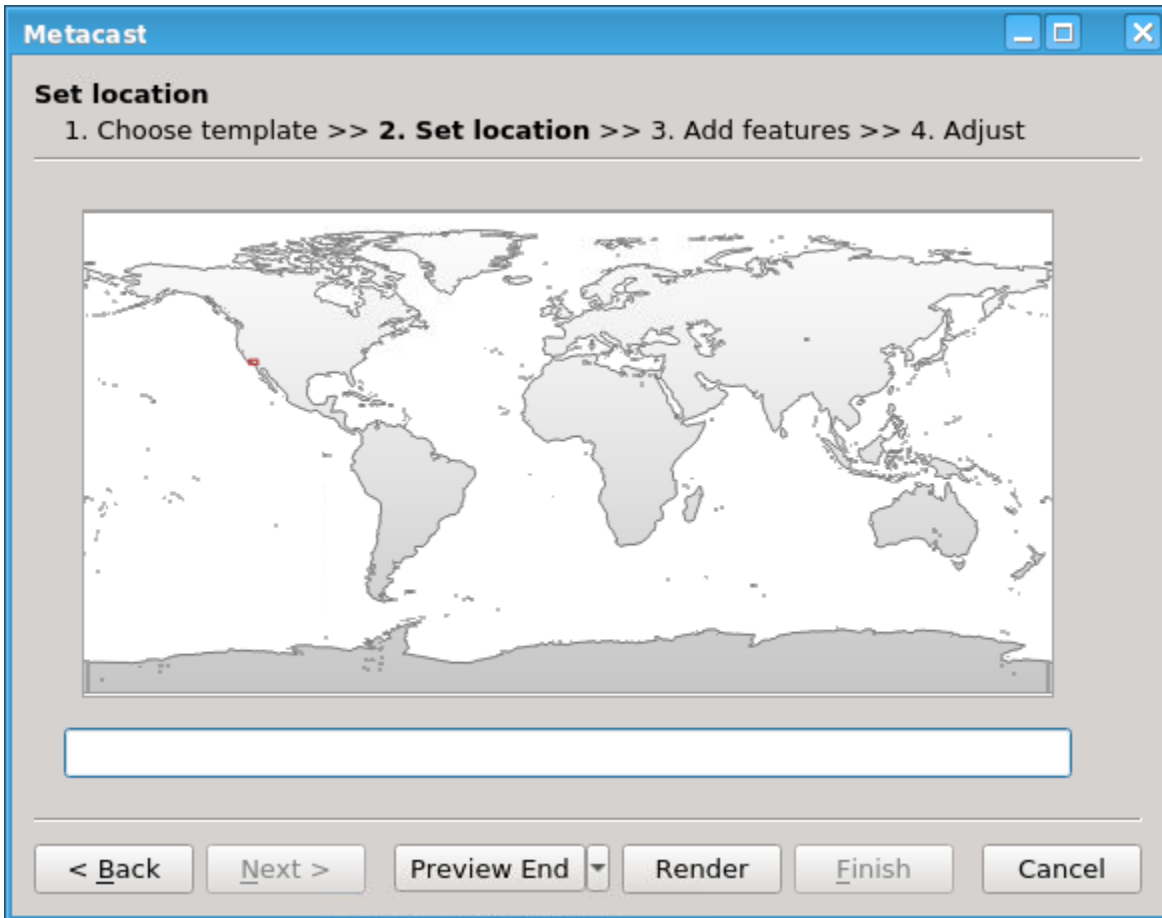 Metacast
Set location
1. Choose template >> 2. Set location >> 3. Add features >> 4. Adjust
< Back Next > Preview End Render Finish Cancel